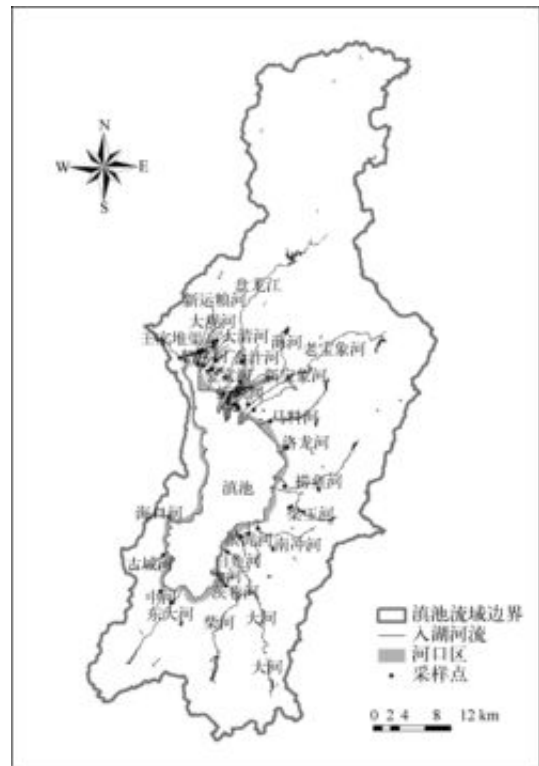 N
W
E
S
盘龙江
新运粮河
大观河
大清河
海河
老宝象河
新宝象河
马料河
洛龙河
捞鱼河
梁王河
滇池
海口河
南冲河
古城河
中河
东大河
柴河
大河
大河
滇池流域边界
入湖河流
河口区
采样点
0 2 4 8 12 km